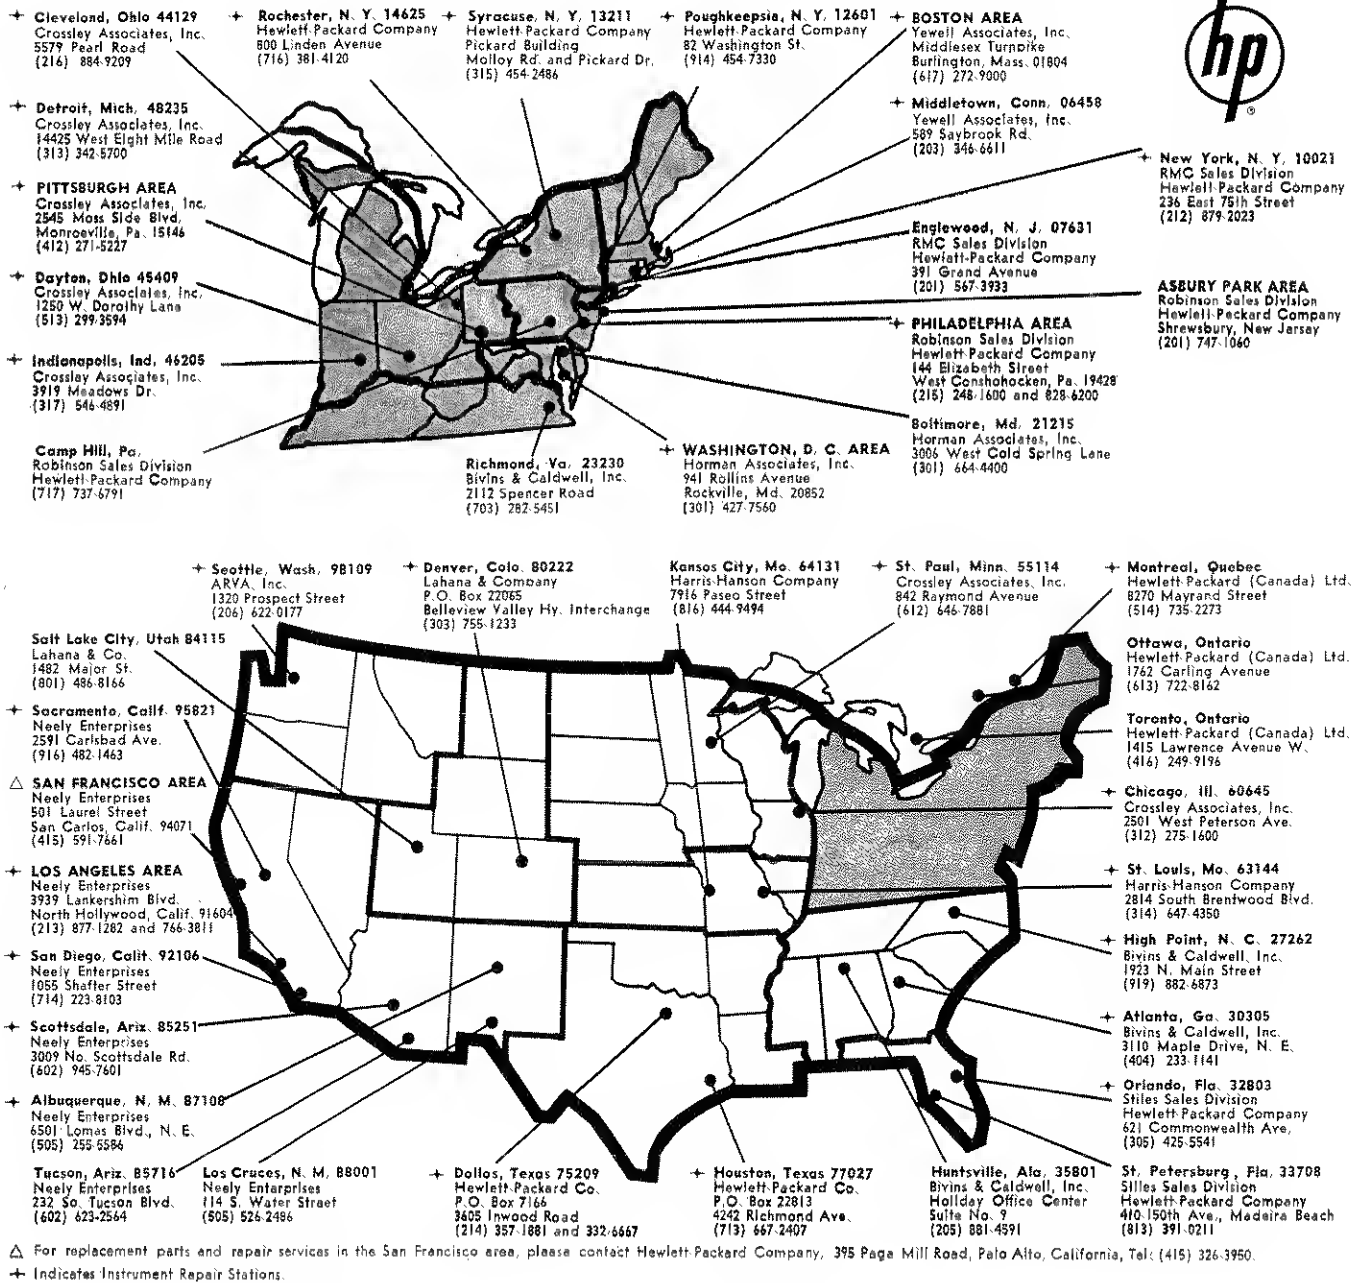 + Cleveland, Ohio 44129
Crossley Associates, Inc.
5579 Pearl Road
(216) 884-9209
+ Rochester, N. Y. 14625
Hewlett-Packard Company
800 Linden Avenue
(716) 381-4120
+ Syracuse, N. Y. 13211
Hewlett-Packard Company
Pickard Building
Molloy Rd. and Pickard Dr.
(315) 454-2486
+ Poughkeepsie, N. Y. 12601
Hewlett-Packard Company
82 Washington St.
(914) 454-7330
+ BOSTON AREA
Yewell Associates, Inc.
Middlesex Turnpike
Burlington, Mass. 01804
(617) 272-9000
hp
®
+ Detroit, Mich. 48235
Crossley Associates, Inc.
14425 West Eight Mile Road
(313) 342-5700
+ Middletown, Conn. 06458
Yewell Associates, Inc.
589 Saybrook Rd.
(203) 346-6611
+ New York, N. Y. 10021
RMC Sales Division
Hewlett-Packard Company
236 East 75th Street
(212) 879-2023
+ PITTSBURGH AREA
Crossley Associates, Inc.
2545 Moss Side Blvd.
Monroeville, Pa. 15146
(412) 271-5227
Englewood, N. J. 07631
RMC Sales Division
Hewlett-Packard Company
391 Grand Avenue
(201) 567-3933
+ Dayton, Ohio 45409
Crossley Associates, Inc.
1250 W. Dorothy Lane
(513) 299-3594
ASBURY PARK AREA
Robinson Sales Division
Hewlett-Packard Company
Shrewsbury, New Jersey
(201) 747-1060
+ PHILADELPHIA AREA
Robinson Sales Division
Hewlett-Packard Company
144 Elizabeth Street
West Conshohocken, Pa. 19428
(215) 248-1600 and 828-6200
+ Indianapolis, Ind. 46205
Crossley Associates, Inc.
3919 Meadows Dr.
(317) 546-4891
Baltimore, Md. 21215
Horman Associates, Inc.
3006 West Cold Spring Lane
(301) 664-4400
Camp Hill, Pa.
Robinson Sales Division
Hewlett-Packard Company
(717) 737-6791
Richmond, Va. 23230
Bivins & Caldwell, Inc.
2112 Spencer Road
(703) 282-5451
+ WASHINGTON, D. C. AREA
Horman Associates, Inc.
941 Rollins Avenue
Rockville, Md. 20852
(301) 427-7560
+ Seattle, Wash. 98109
ARVA, Inc.
1320 Prospect Street
(206) 622-0177
+ Denver, Colo. 80222
Lahana & Company
P.O. Box 22065
Belleview Valley Hy. Interchange
(303) 755-1233
Kansas City, Mo. 64131
Harris-Hanson Company
7916 Paseo Street
(816) 444-9494
+ St. Paul, Minn. 55114
Crossley Associates, Inc.
842 Raymond Avenue
(612) 646-7881
+ Montreal, Quebec
Hewlett-Packard (Canada) Ltd.
8270 Mayrand Street
(514) 735-2273
Salt Lake City, Utah 84115
Lahana & Co.
1482 Major St.
(801) 486-8166
Ottawa, Ontario
Hewlett-Packard (Canada) Ltd.
1762 Carling Avenue
(613) 722-8162
+ Sacramento, Calif. 95821
Neely Enterprises
2591 Carlsbad Ave.
(916) 482-1463
Toronto, Ontario
Hewlett-Packard (Canada) Ltd.
1415 Lawrence Avenue W.
(416) 249-9196
△ SAN FRANCISCO AREA
Neely Enterprises
501 Laurel Street
San Carlos, Calif. 94071
(415) 591-7661
+ Chicago, Ill. 60645
Crossley Associates, Inc.
2501 West Peterson Ave.
(312) 275-1600
+ LOS ANGELES AREA
Neely Enterprises
3939 Lankershim Blvd.
North Hollywood, Calif. 91604
(213) 877-1282 and 766-3811
+ St. Louis, Mo. 63144
Harris-Hanson Company
2814 South Brentwood Blvd.
(314) 647-4350
+ San Diego, Calif. 92106
Neely Enterprises
1055 Shafter Street
(714) 223-8103
+ High Point, N. C. 27262
Bivins & Caldwell, Inc.
1923 N. Main Street
(919) 882-6873
+ Scottsdale, Ariz. 85251
Neely Enterprises
3009 No. Scottsdale Rd.
(602) 945-7601
+ Atlanta, Ga. 30305
Bivins & Caldwell, Inc.
3110 Maple Drive, N. E.
(404) 233-1141
+ Albuquerque, N. M. 87108
Neely Enterprises
6501 Lomas Blvd., N. E.
(505) 255-5586
+ Orlando, Fla. 32803
Stiles Sales Division
Hewlett-Packard Company
621 Commonwealth Ave.
(305) 425-5541
Tucson, Ariz. 85716
Neely Enterprises
232 So. Tucson Blvd.
(602) 623-2564
Los Cruces, N. M. 88001
Neely Enterprises
114 S. Water Street
(505) 526-2486
+ Dallas, Texas 75209
Hewlett-Packard Co.
P.O. Box 7166
3605 Inwood Road
(214) 357-1881 and 332-6667
+ Houston, Texas 77027
Hewlett-Packard Co.
P.O. Box 22813
4242 Richmond Ave.
(713) 667-2407
Huntsville, Ala. 35801
Bivins & Caldwell, Inc.
Holiday Office Center
Suite No. 9
(205) 881-4591
St. Petersburg, Fla. 33708
Stiles Sales Division
Hewlett-Packard Company
410-150th Ave., Madeira Beach
(813) 391-0211
△ For replacement parts and repair services in the San Francisco area, please contact Hewlett-Packard Company, 395 Page Mill Road, Palo Alto, California, Tel: (415) 326-3950.
+ Indicates Instrument Repair Stations.